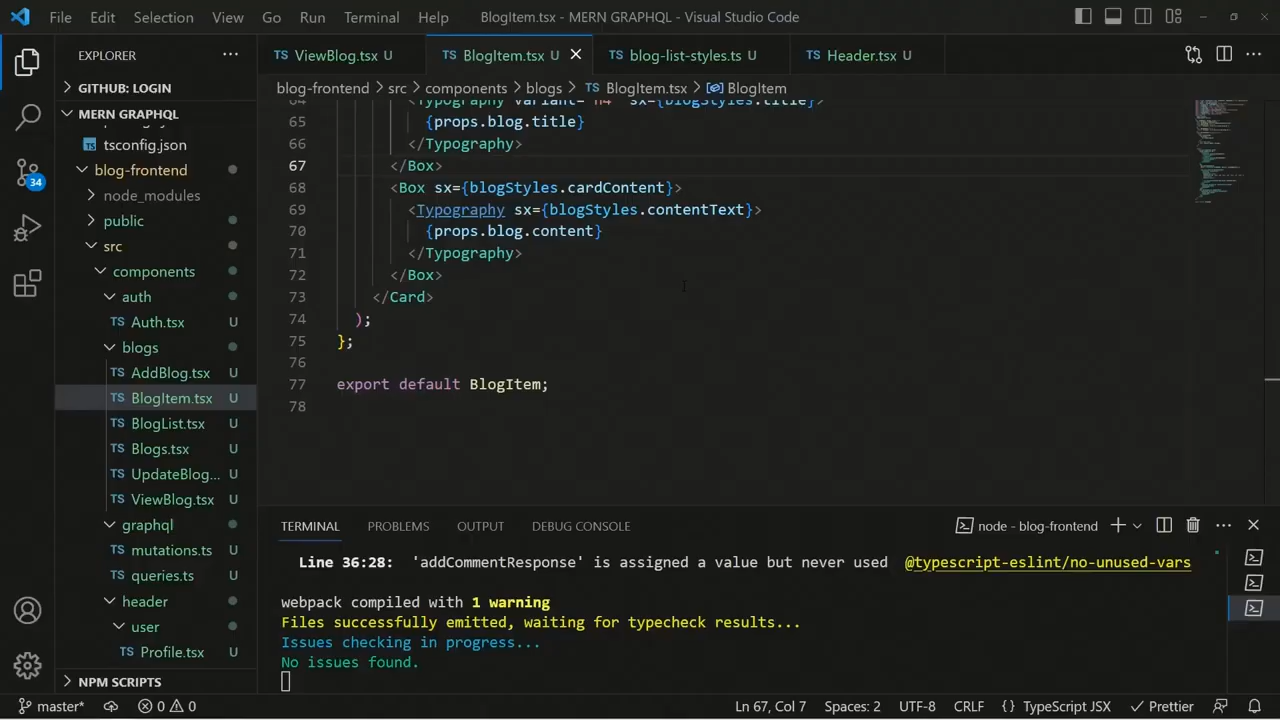 File Edit Selection View Go Run Terminal Help BlogItem.tsx - MERN GRAPHQL - Visual Studio Code
EXPLORER
GITHUB: LOGIN
MERN GRAPHQL
tsconfig.json
blog-frontend
node_modules
public
src
components
auth
TS Auth.tsx U
blogs
TS AddBlog.tsx U
TS BlogItem.tsx U
TS BlogList.tsx U
TS Blogs.tsx U
TS UpdateBlog... U
TS ViewBlog.tsx U
graphql
TS mutations.ts U
TS queries.ts U
header
user
TS Profile.tsx U
NPM SCRIPTS
34
TS ViewBlog.tsx U TS BlogItem.tsx U TS blog-list-styles.ts U TS Header.tsx U
blog-frontend > src > components > blogs > TS BlogItem.tsx > BlogItem
64 <Typography variant="h4" sx={blogStyles.title}>
65 {props.blog.title}
66 </Typography>
67 </Box>
68 <Box sx={blogStyles.cardContent}>
69 <Typography sx={blogStyles.contentText}>
70 {props.blog.content}
71 </Typography>
72 </Box>
73 </Card>
74 );
75 };
76
77 export default BlogItem;
78
TERMINAL PROBLEMS OUTPUT DEBUG CONSOLE node - blog-frontend
Line 36:28: 'addCommentResponse' is assigned a value but never used @typescript-eslint/no-unused-vars
webpack compiled with 1 warning
Files successfully emitted, waiting for typecheck results...
Issues checking in progress...
No issues found.
master* 0 0 Ln 67, Col 7 Spaces: 2 UTF-8 CRLF { } TypeScript JSX Prettier